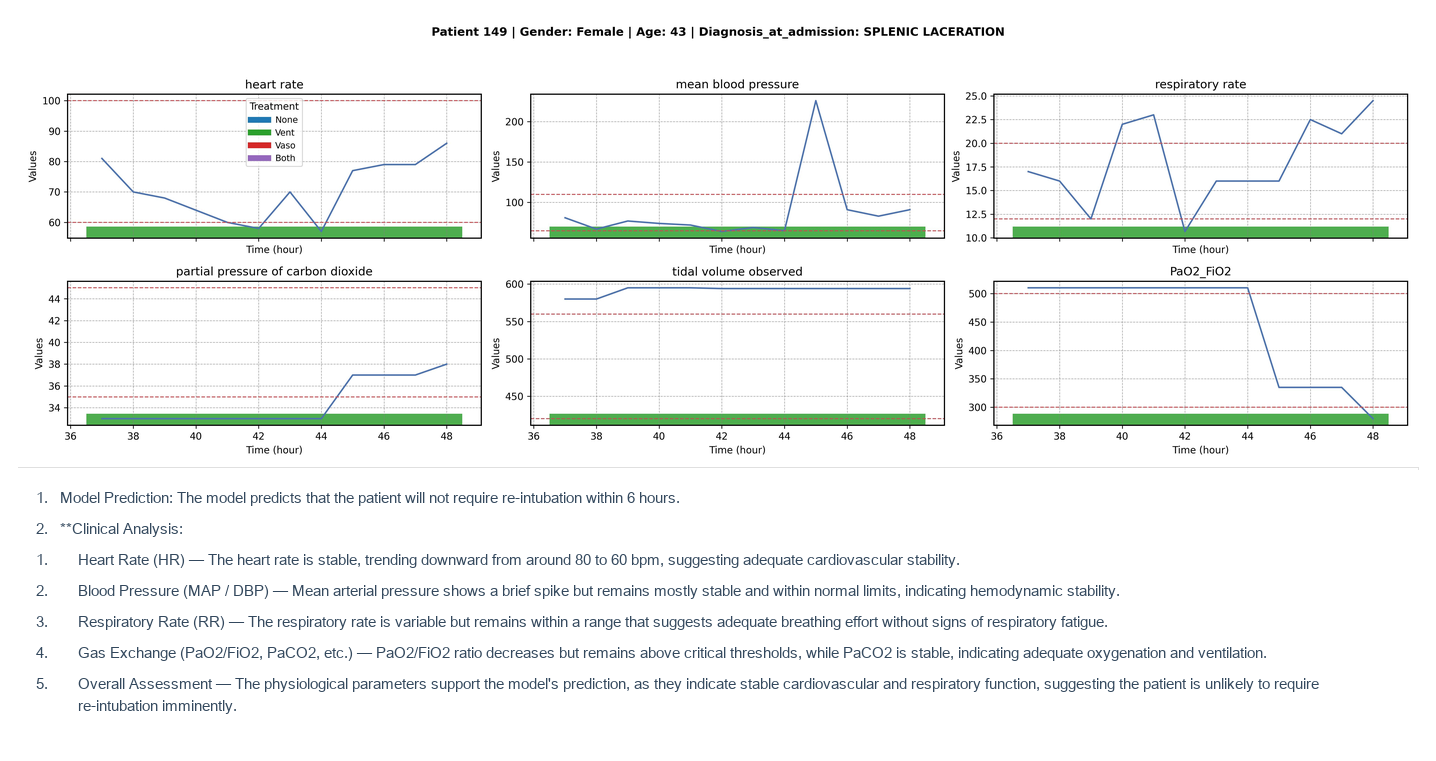 Patient 149 | Gender: Female | Age: 43 | Diagnosis_at_admission: SPLENIC LACERATION
heart rate
100
90
80
70
60
Values
Treatment
None
Vent
Vaso
Both
Time (hour)
mean blood pressure
200
150
100
Values
Time (hour)
respiratory rate
25.0
22.5
20.0
17.5
15.0
12.5
10.0
Values
Time (hour)
partial pressure of carbon dioxide
44
42
40
38
36
34
Values
36 38 40 42 44 46 48
Time (hour)
tidal volume observed
600
550
500
450
Values
36 38 40 42 44 46 48
Time (hour)
PaO2_FiO2
500
450
400
350
300
Values
36 38 40 42 44 46 48
Time (hour)
1. Model Prediction: The model predicts that the patient will not require re-intubation within 6 hours.
2. **Clinical Analysis:
1. Heart Rate (HR) — The heart rate is stable, trending downward from around 80 to 60 bpm, suggesting adequate cardiovascular stability.
2. Blood Pressure (MAP / DBP) — Mean arterial pressure shows a brief spike but remains mostly stable and within normal limits, indicating hemodynamic stability.
3. Respiratory Rate (RR) — The respiratory rate is variable but remains within a range that suggests adequate breathing effort without signs of respiratory fatigue.
4. Gas Exchange (PaO2/FiO2, PaCO2, etc.) — PaO2/FiO2 ratio decreases but remains above critical thresholds, while PaCO2 is stable, indicating adequate oxygenation and ventilation.
5. Overall Assessment — The physiological parameters support the model's prediction, as they indicate stable cardiovascular and respiratory function, suggesting the patient is unlikely to require
re-intubation imminently.